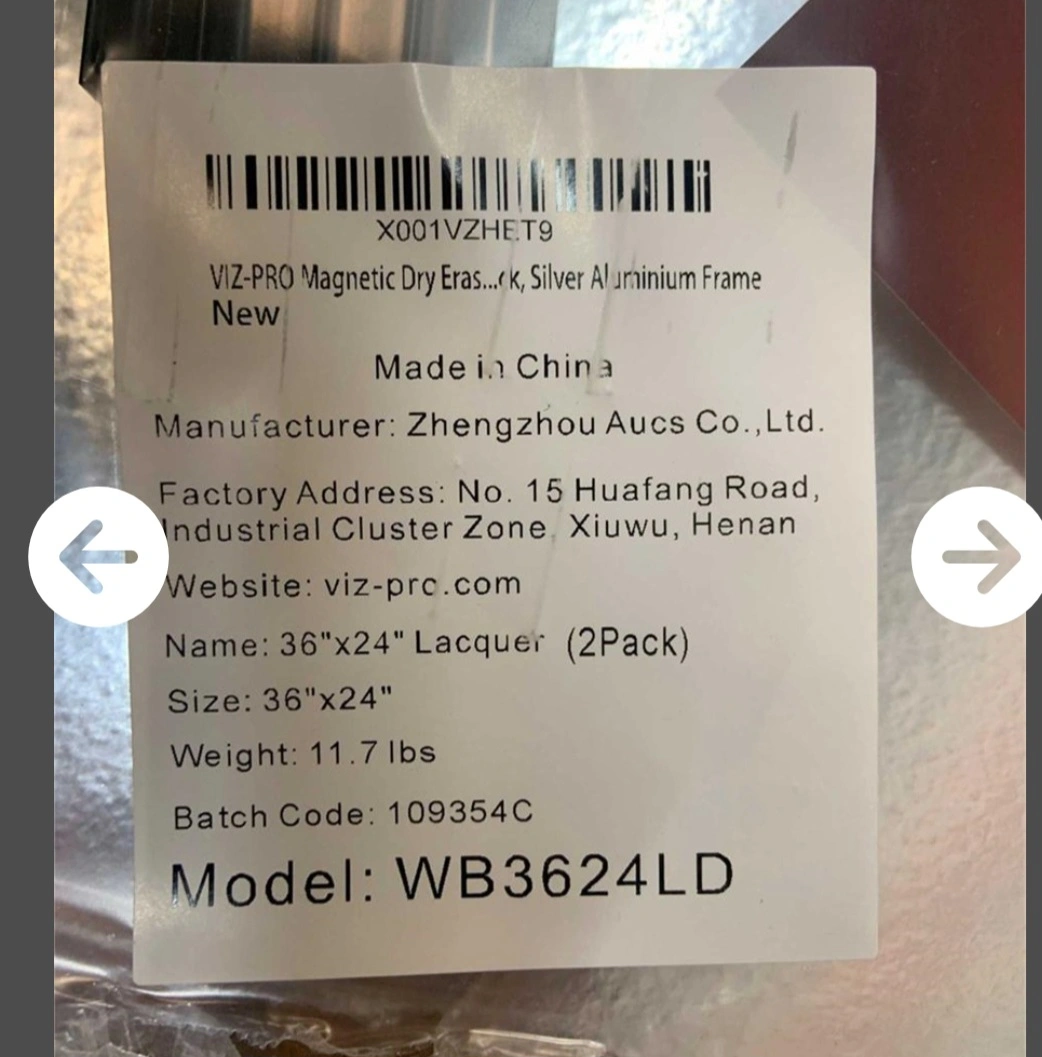 X001VZHET9
VIZ-PRO Magnetic Dry Eras...ck, Silver Aluminium Frame
New
Made in China
Manufacturer: Zhengzhou Aucs Co.,Ltd.
Factory Address: No. 15 Huafang Road,
Industrial Cluster Zone, Xiuwu, Henan
Website: viz-pro.com
Name: 36"x24" Lacquer (2Pack)
Size: 36"x24"
Weight: 11.7 lbs
Batch Code: 109354C
Model: WB3624LD